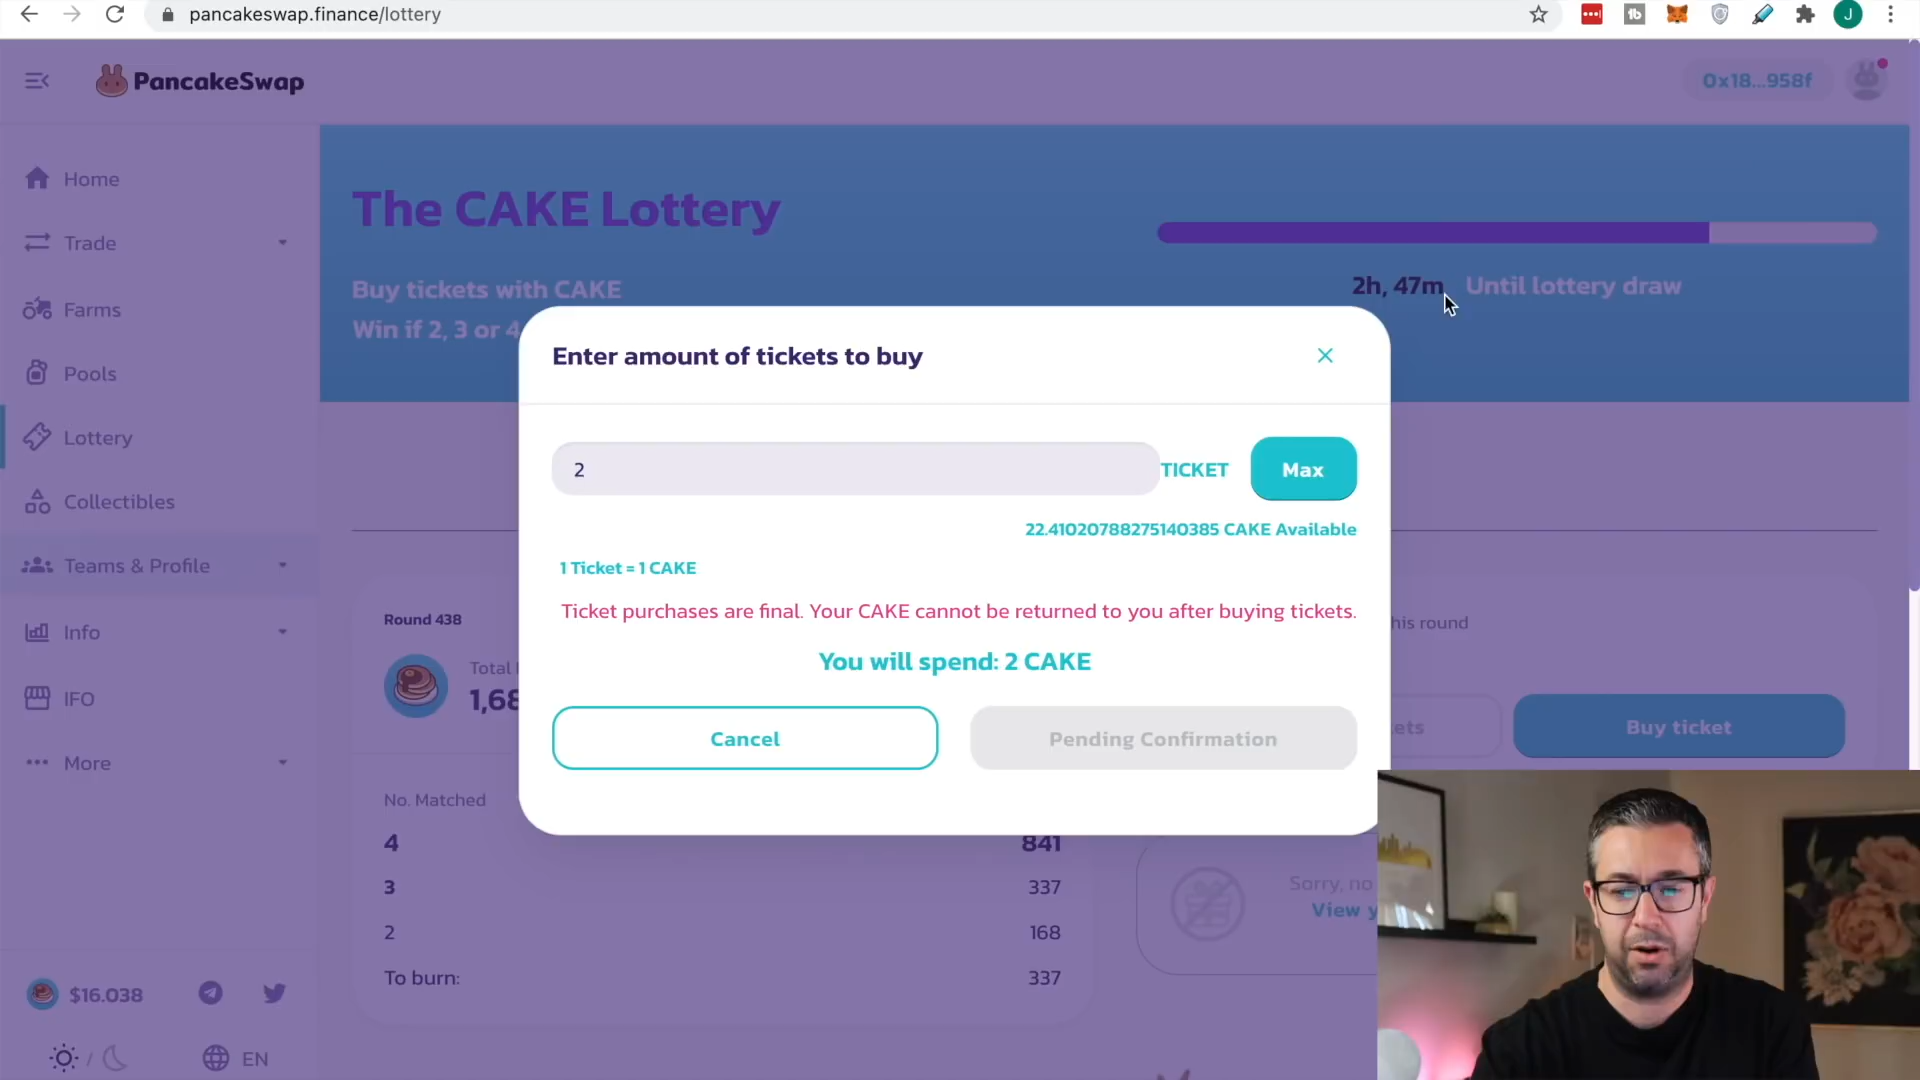 pancakeswap.finance/lottery
J
PancakeSwap
0x18...958f
Home
Trade
Farms
Pools
Lottery
Collectibles
Teams & Profile
Info
IFO
More
$16.038
EN
The CAKE Lottery
Buy tickets with CAKE
Win if 2, 3 or 4
2h, 47m Until lottery draw
Enter amount of tickets to buy
2 TICKET Max
22.41020788275140385 CAKE Available
1 Ticket = 1 CAKE
Ticket purchases are final. Your CAKE cannot be returned to you after buying tickets.
You will spend: 2 CAKE
Cancel Pending Confirmation
Round 438
Total
1,68
No. Matched
4 841
3 337
2 168
To burn: 337
his round
ets
Buy ticket
Sorry, no
View y